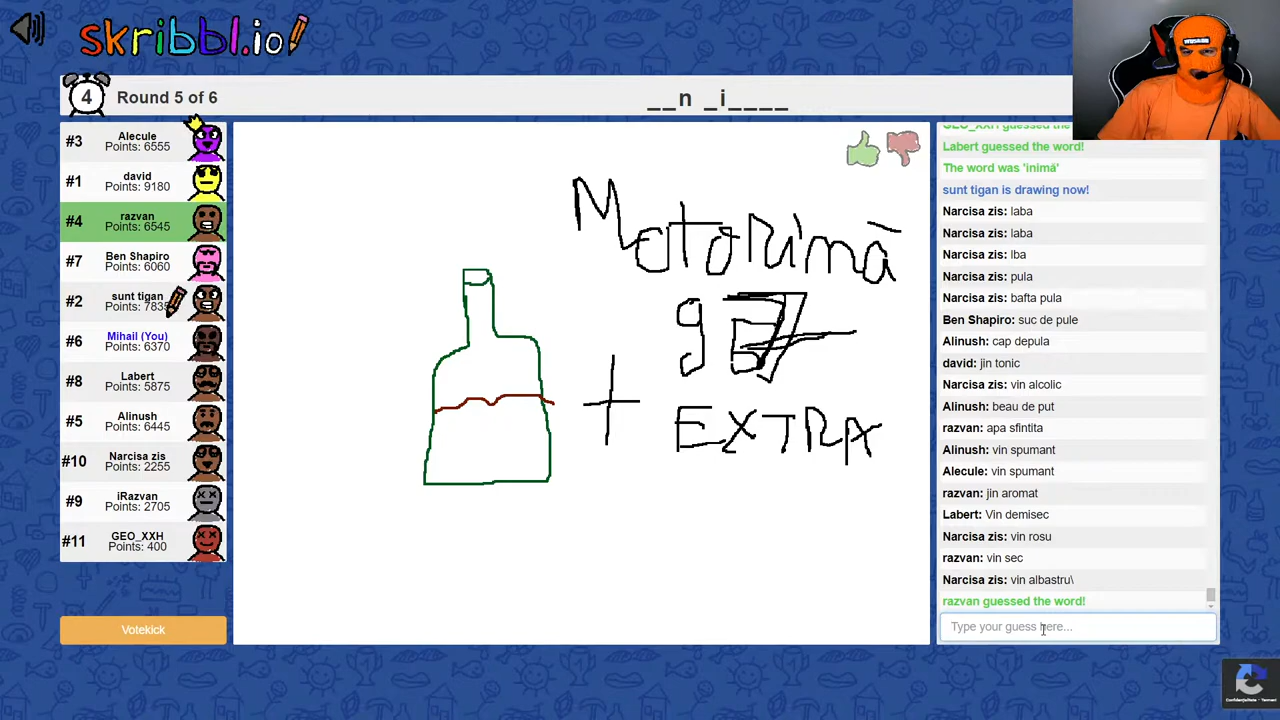 skribbl.io
4
Round 5 of 6
__n _i____
#3 Alecule
Points: 6555
#1 david
Points: 9180
#4 razvan
Points: 6545
#7 Ben Shapiro
Points: 6060
#2 sunt tigan
Points: 7835
#6 Mihail (You)
Points: 6370
#8 Labert
Points: 5875
#5 Alinush
Points: 6445
#10 Narcisa zis
Points: 2255
#9 iRazvan
Points: 2705
#11 GEO_XXH
Points: 400
Votekick
Motorimā
+
EXTRA
GEO_XXH guessed the
Labert guessed the word!
The word was 'inimă'
sunt tigan is drawing now!
Narcisa zis: laba
Narcisa zis: laba
Narcisa zis: lba
Narcisa zis: pula
Narcisa zis: bafta pula
Ben Shapiro: suc de pule
Alinush: cap depula
david: jin tonic
Narcisa zis: vin alcolic
Alinush: beau de put
razvan: apa sfintita
Alinush: vin spumant
Alecule: vin spumant
razvan: jin aromat
Labert: Vin demisec
Narcisa zis: vin rosu
razvan: vin sec
Narcisa zis: vin albastru\
razvan guessed the word!
Type your guess here...